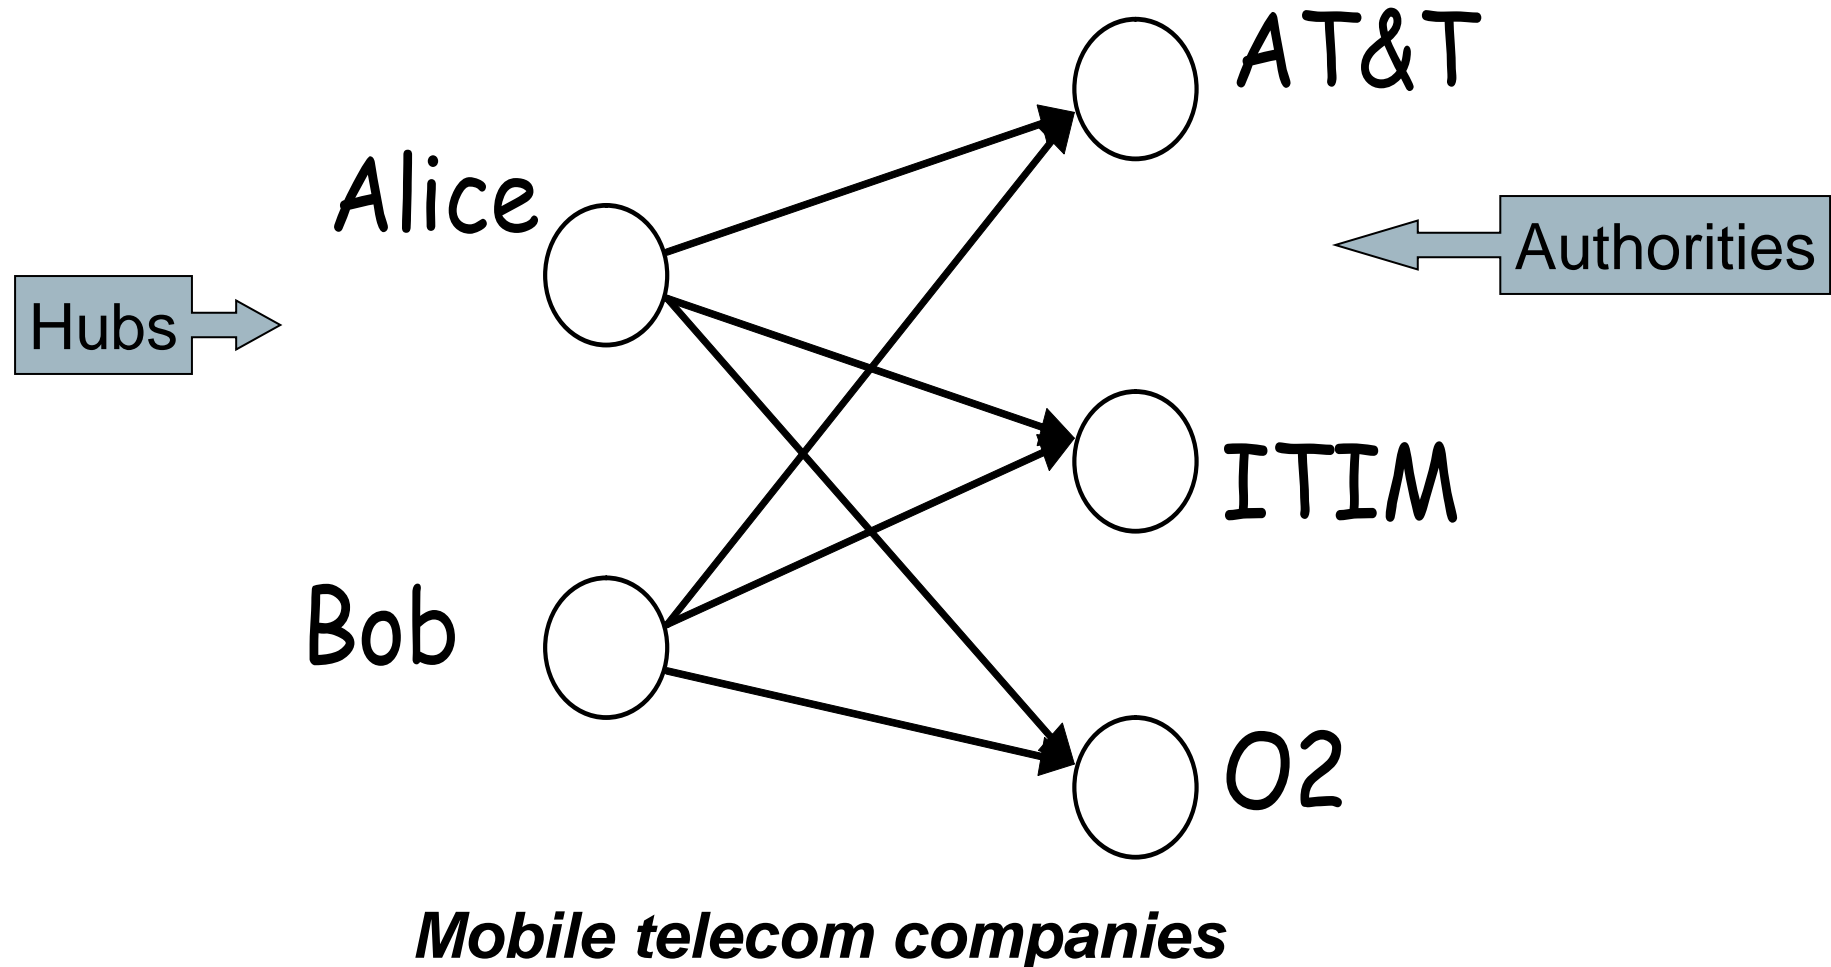 AT&T
Alice
Authorities
Hubs
ITIM
Bob
O2
Mobile telecom companies